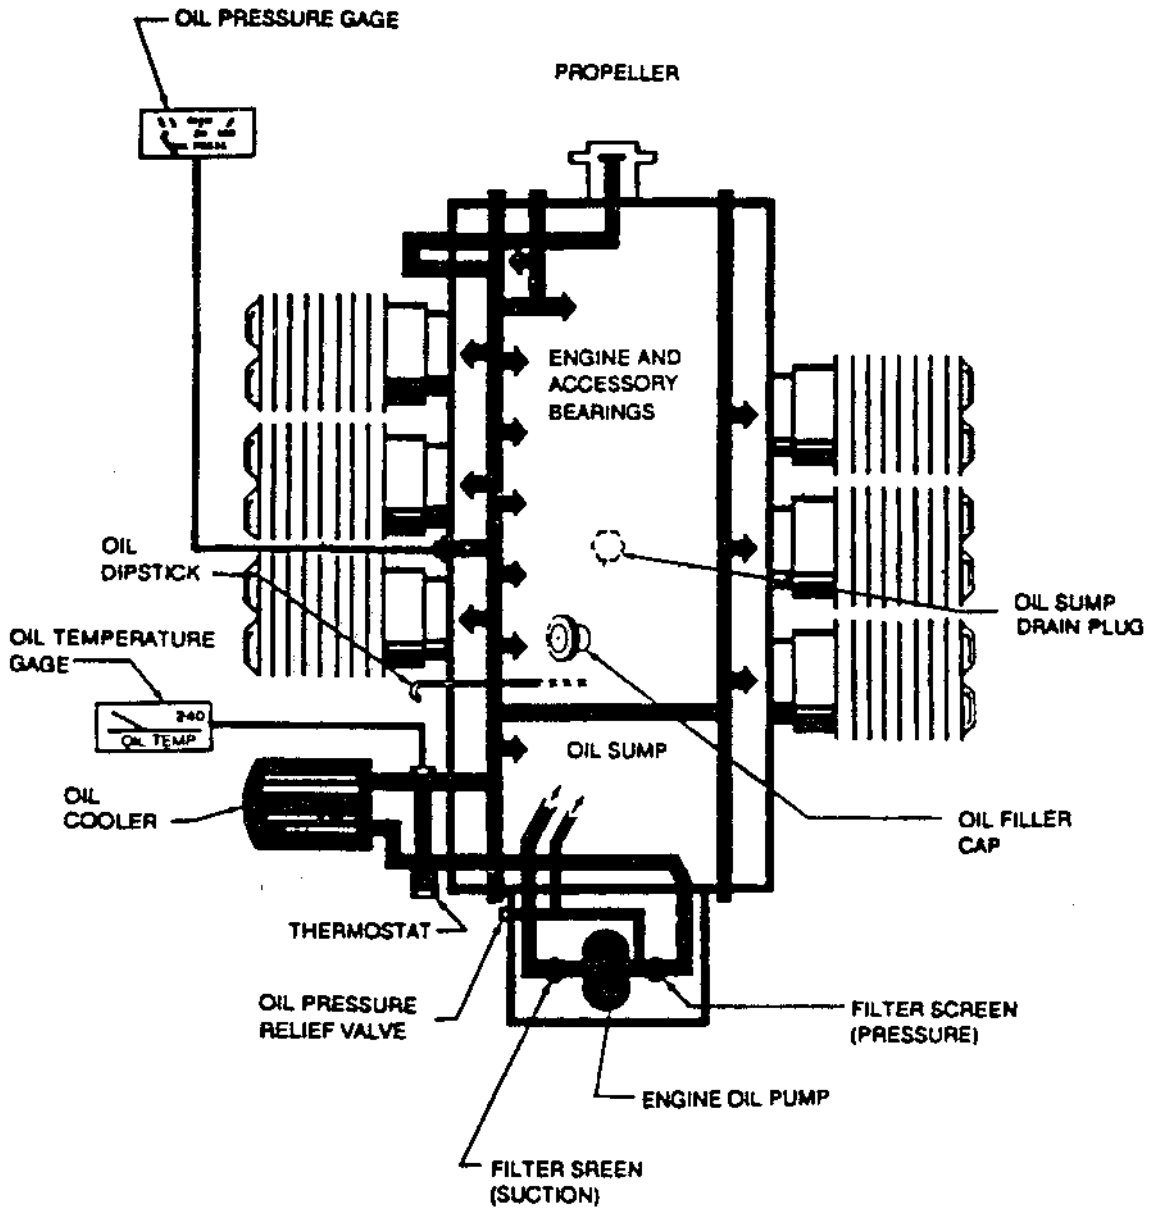 OIL PRESSURE GAGE
PROPELLER
ENGINE AND
ACCESSORY
BEARINGS
OIL
DIPSTICK
OIL SUMP
DRAIN PLUG
OIL TEMPERATURE
GAGE
240
OIL TEMP
OIL SUMP
OIL
COOLER
OIL FILLER
CAP
THERMOSTAT
OIL PRESSURE
RELIEF VALVE
FILTER SCREEN
(PRESSURE)
ENGINE OIL PUMP
FILTER SREEN
(SUCTION)